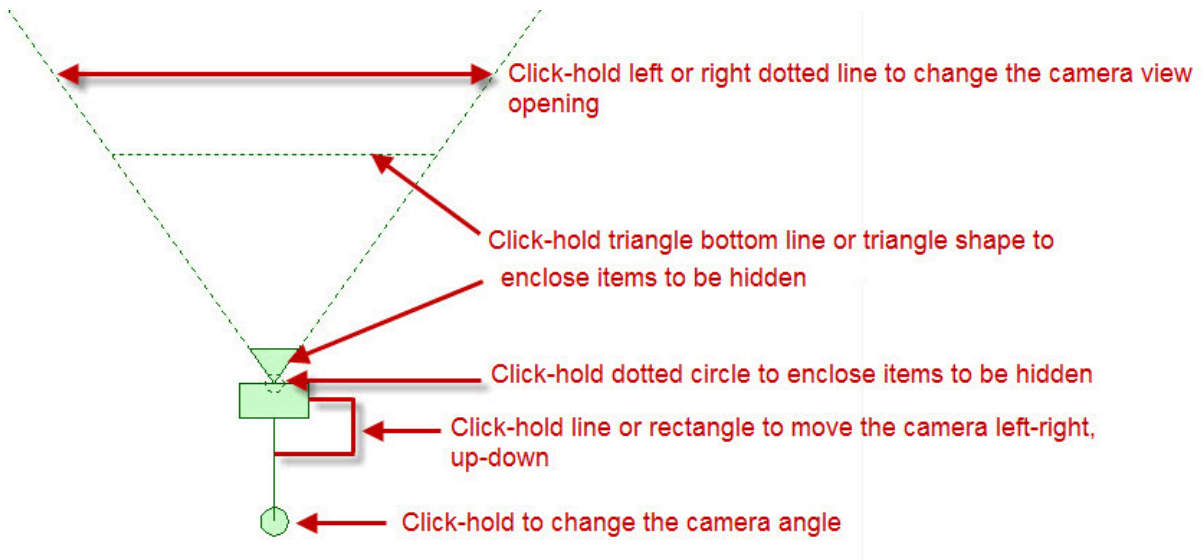 Click-hold left or right dotted line to change the camera view
opening
Click-hold triangle bottom line or triangle shape to
enclose items to be hidden
Click-hold dotted circle to enclose items to be hidden
Click-hold line or rectangle to move the camera left-right,
up-down
Click-hold to change the camera angle